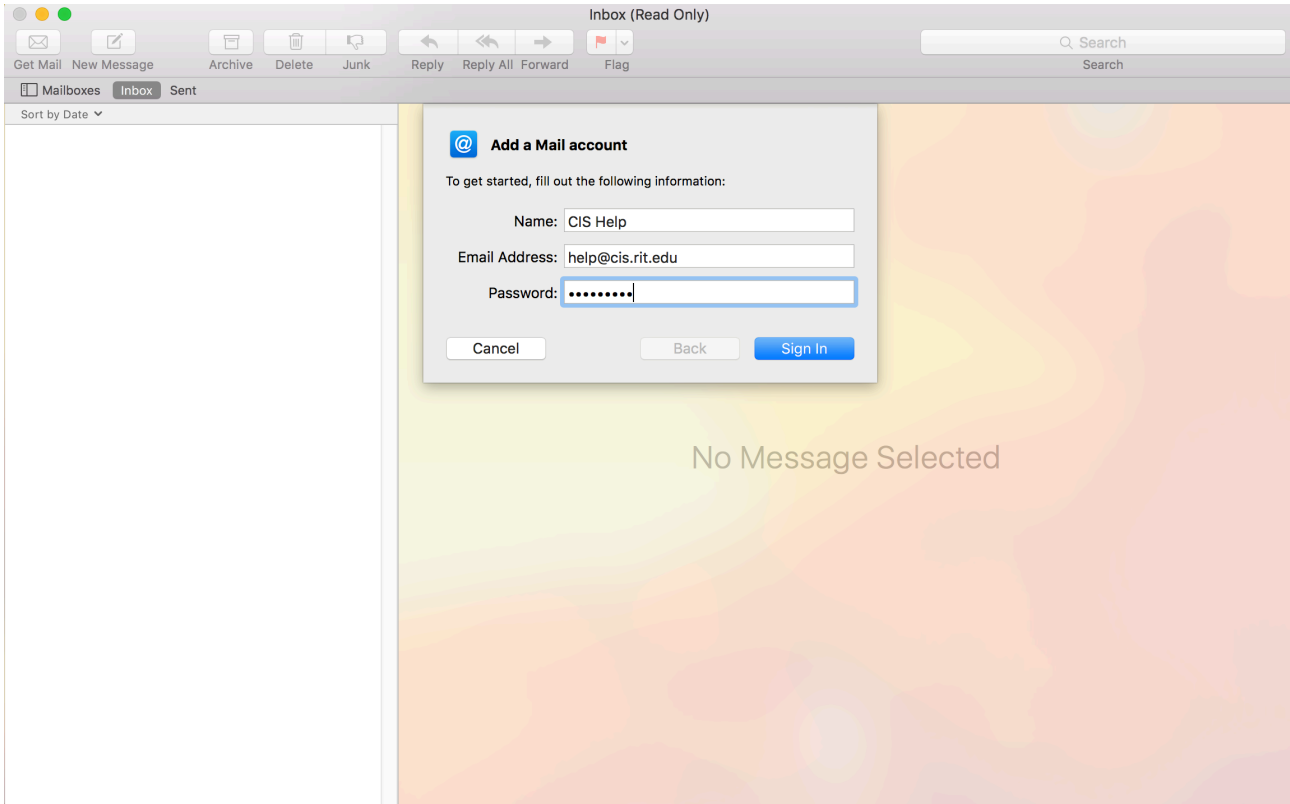 Inbox (Read Only)
Search
Get Mail New Message Archive Delete Junk Reply Reply All Forward Flag Search
Mailboxes Inbox Sent
Sort by Date
@ Add a Mail account
To get started, fill out the following information:
Name: CIS Help
Email Address: help@cis.rit.edu
Password: •••••••••
Cancel Back Sign In
No Message Selected